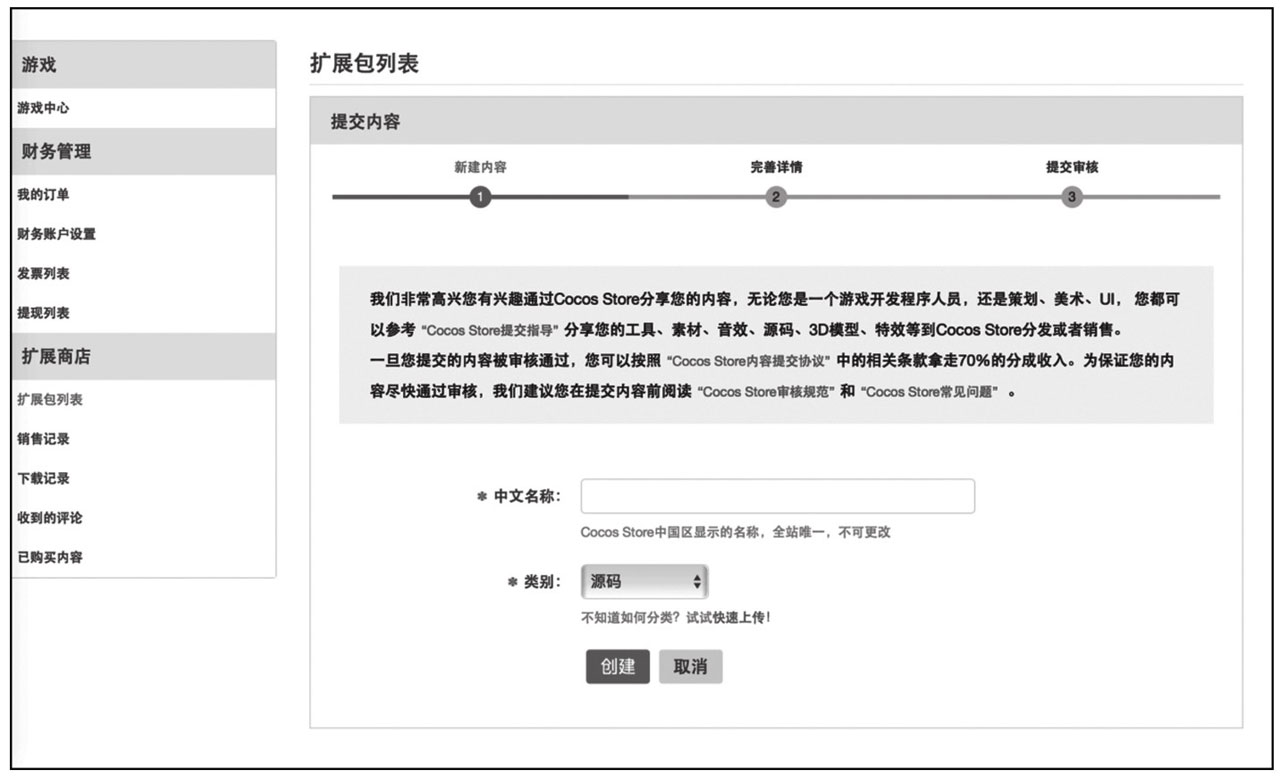 游戏
游戏中心
财务管理
我的订单
财务账户设置
发票列表
提现列表
扩展商店
扩展包列表
销售记录
下载记录
收到的评论
已购买内容
扩展包列表
提交内容
新建内容
完善详情
提交审核
1
2
3
我们非常高兴您有兴趣通过Cocos Store分享您的内容，无论您是一个游戏开发程序人员，还是策划、美术、UI， 您都可
以参考 “Cocos Store提交指导” 分享您的工具、素材、音效、源码、3D模型、特效等到Cocos Store分发或者销售。
一旦您提交的内容被审核通过，您可以按照 “Cocos Store内容提交协议” 中的相关条款拿走70%的分成收入。为保证您的内
容尽快通过审核，我们建议您在提交内容前阅读 “Cocos Store审核规范” 和 “Cocos Store常见问题” 。
* 中文名称：
Cocos Store中国区显示的名称，全站唯一，不可更改
* 类别： 源码
不知道如何分类？试试快速上传！
创建 取消